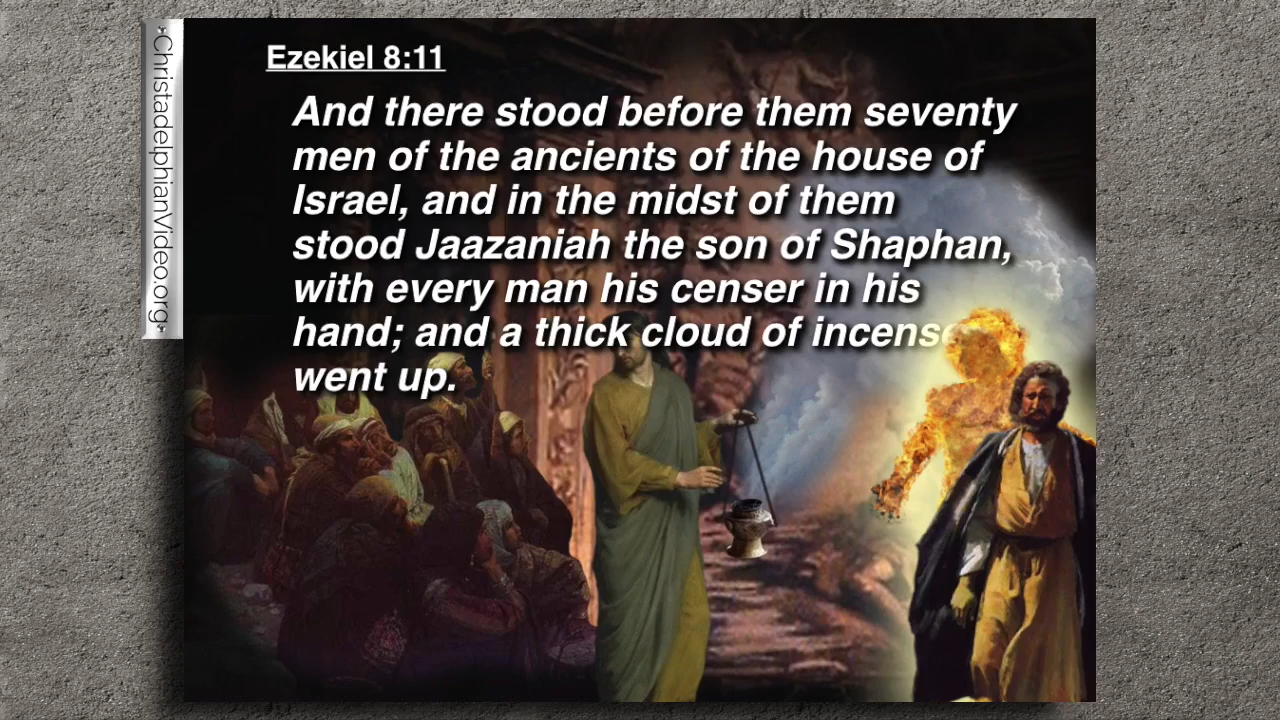 Ezekiel 8:11
And there stood before them seventy
men of the ancients of the house of
Israel, and in the midst of them
stood Jaazaniah the son of Shaphan,
with every man his censer in his
hand; and a thick cloud of incense
went up.
•ChristadelphianVideo.org•